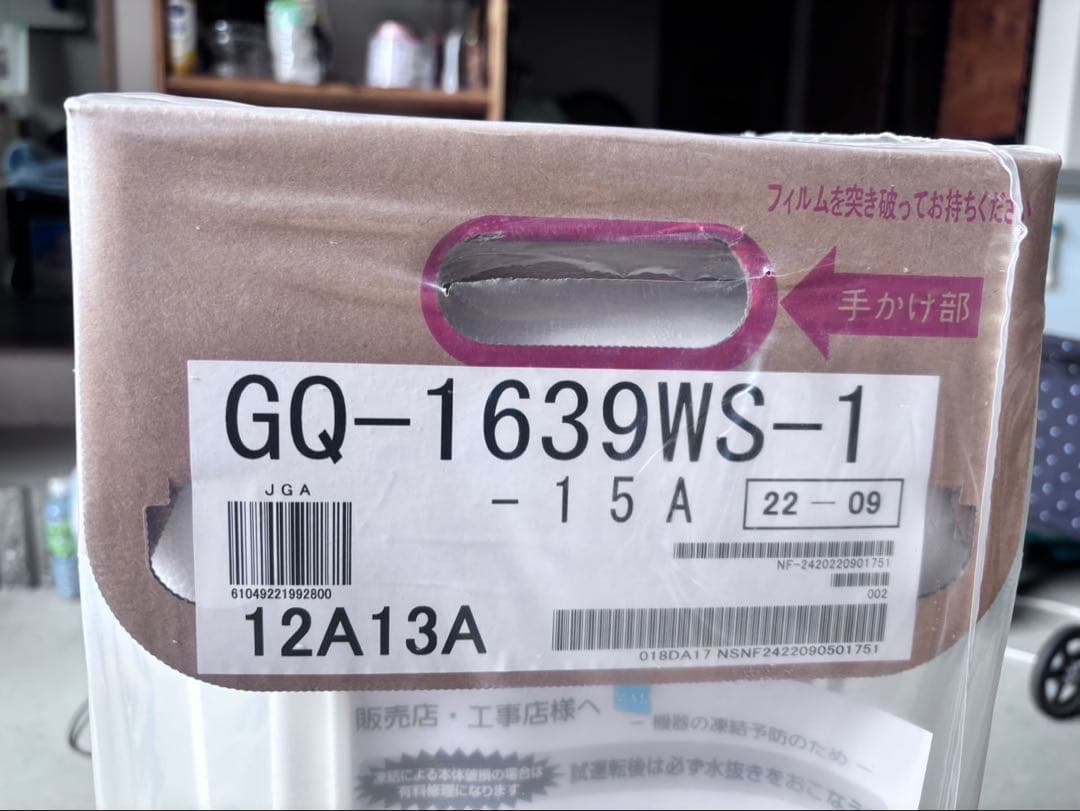 フィルムを突き破ってお持ちください
手かけ部
GQ-1639WS-1
-15A
22-09
JGA
61049221992800
NF-2420220901751
002
12A13A
018DA17 NSNF2422090501751
販売店・工事店様へ
― 機器の凍結予防のため ―
凍結による本体破損の場合は
有料修理になります。
試運転後は必ず水抜きをおこな